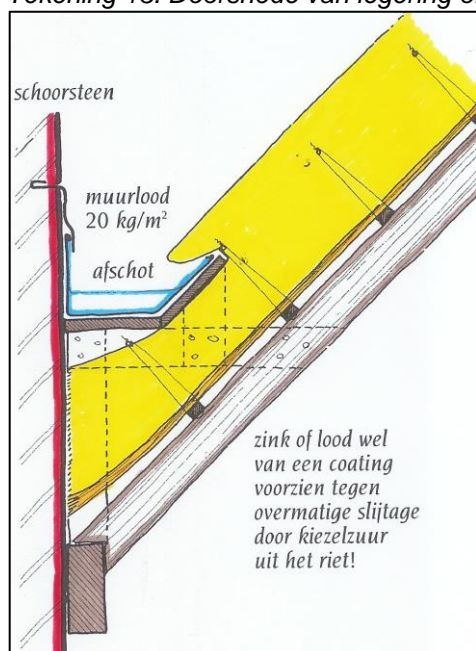 schoorsteen
muurlood
20 kg/m²
afschot
zink of lood wel
van een coating
voorzien tegen
overmatige slijtage
door kiezelzuur
uit het riet!